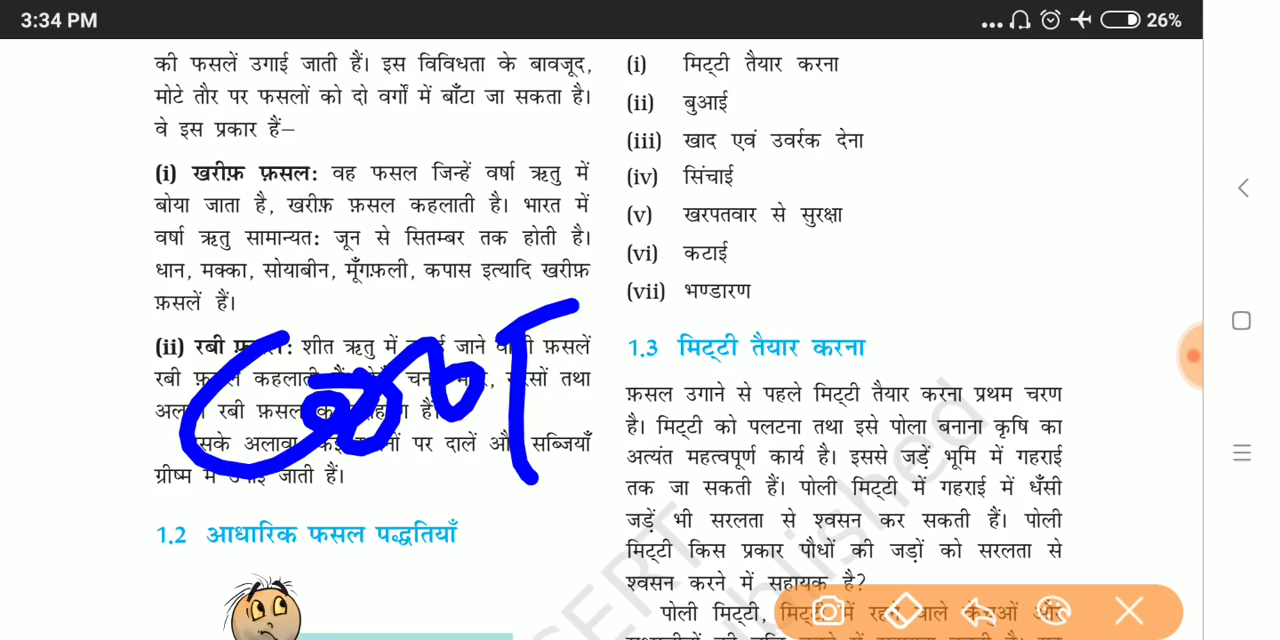 3:34 PM
26%
की फसलें उगाई जाती हैं। इस विविधता के बावजूद,
मोटे तौर पर फसलों को दो वर्गों में बाँटा जा सकता है।
वे इस प्रकार हैं–
(i) खरीफ़ फ़सल: वह फसल जिन्हें वर्षा ऋतु में
बोया जाता है, खरीफ़ फ़सल कहलाती है। भारत में
वर्षा ऋतु सामान्यत: जून से सितम्बर तक होती है।
धान, मक्का, सोयाबीन, मूँगफ़ली, कपास इत्यादि खरीफ़
फ़सलें हैं।
(ii) रबी शीत ऋतु में जाने फ़सलें
रबी कहलाती तथा
रबी फ़सल हैं।
अलावा पर दालें सब्जियाँ
ग्रीष्म जाती हैं।
1.2 आधारिक फसल पद्धतियाँ
(i) मिट्टी तैयार करना
(ii) बुआई
(iii) खाद एवं उवर्रक देना
(iv) सिंचाई
(v) खरपतवार से सुरक्षा
(vi) कटाई
(vii) भण्डारण
1.3 मिट्टी तैयार करना
फ़सल उगाने से पहले मिट्टी तैयार करना प्रथम चरण
है। मिट्टी को पलटना तथा इसे पोला बनाना कृषि का
अत्यंत महत्वपूर्ण कार्य है। इससे जड़ें भूमि में गहराई
तक जा सकती हैं। पोली मिट्टी में गहराई में धँसी
जड़ें भी सरलता से श्वसन कर सकती हैं। पोली
मिट्टी किस प्रकार पौधों की जड़ों को सरलता से
श्वसन करने में सहायक है?
पोली मिट्टी, मिट्टी में रहने वाले और